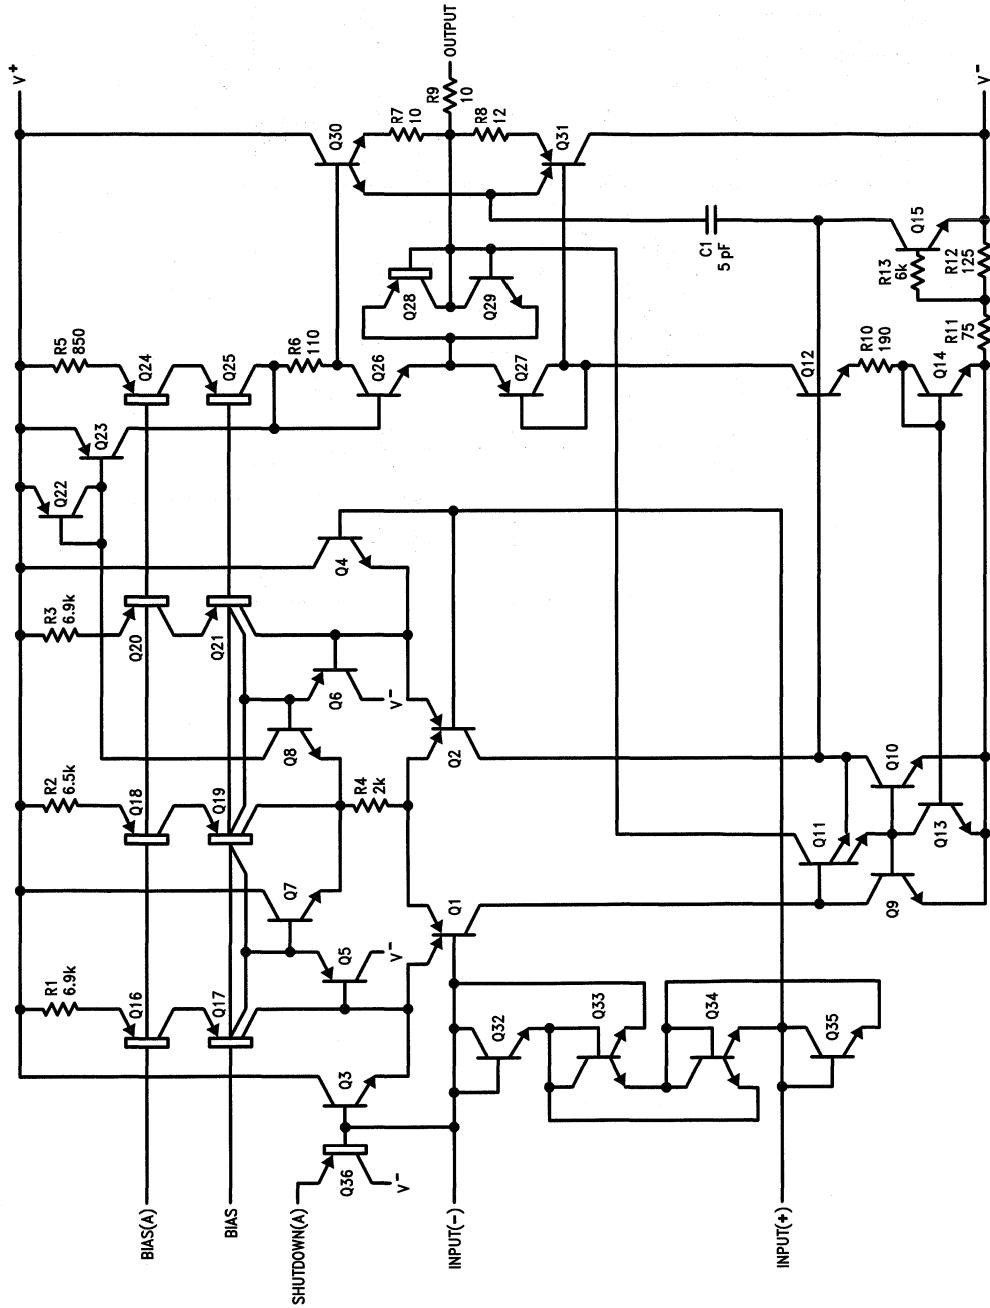 V+
R5
850
R3
6.9k
R2
6.5k
R1
6.9k
Q22
Q23
Q24
Q20
Q18
Q16
BIAS(A)
Q25
Q21
Q19
Q17
BIAS
R6
110
Q30
R7
10
R9
10
OUTPUT
R8
12
Q31
Q28
Q29
Q26
Q27
Q4
Q6
V-
Q8
Q7
Q5
V-
Q3
Q36
V-
SHUTDOWN(A)
R4
2k
Q2
Q1
INPUT(-)
Q32
Q33
Q34
Q35
INPUT(+)
C1
5 pF
Q12
Q15
R13
6k
R10
190
Q14
R11
75
R12
125
Q11
Q10
Q13
Q9
V-